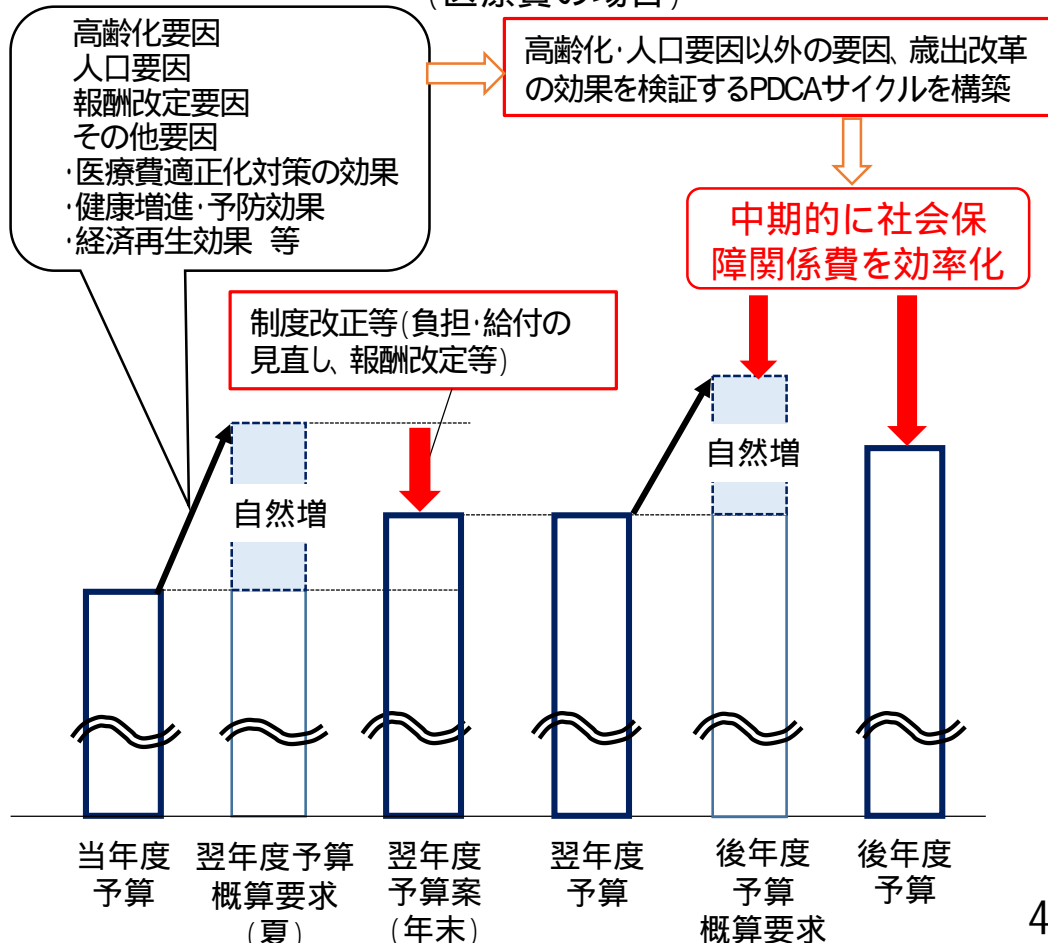 (医療費の場合)
高齢化要因
人口要因
報酬改定要因
その他要因
・医療費適正化対策の効果
・健康増進・予防効果
・経済再生効果 等
高齢化・人口要因以外の要因、歳出改革
の効果を検証するPDCAサイクルを構築
中期的に社会保
障関係費を効率化
制度改正等(負担・給付の
見直し、報酬改定等)
自然増
自然増
当年度
予算
翌年度予算
概算要求
(夏)
翌年度
予算案
(年末)
翌年度
予算
後年度
予算
概算要求
後年度
予算
4